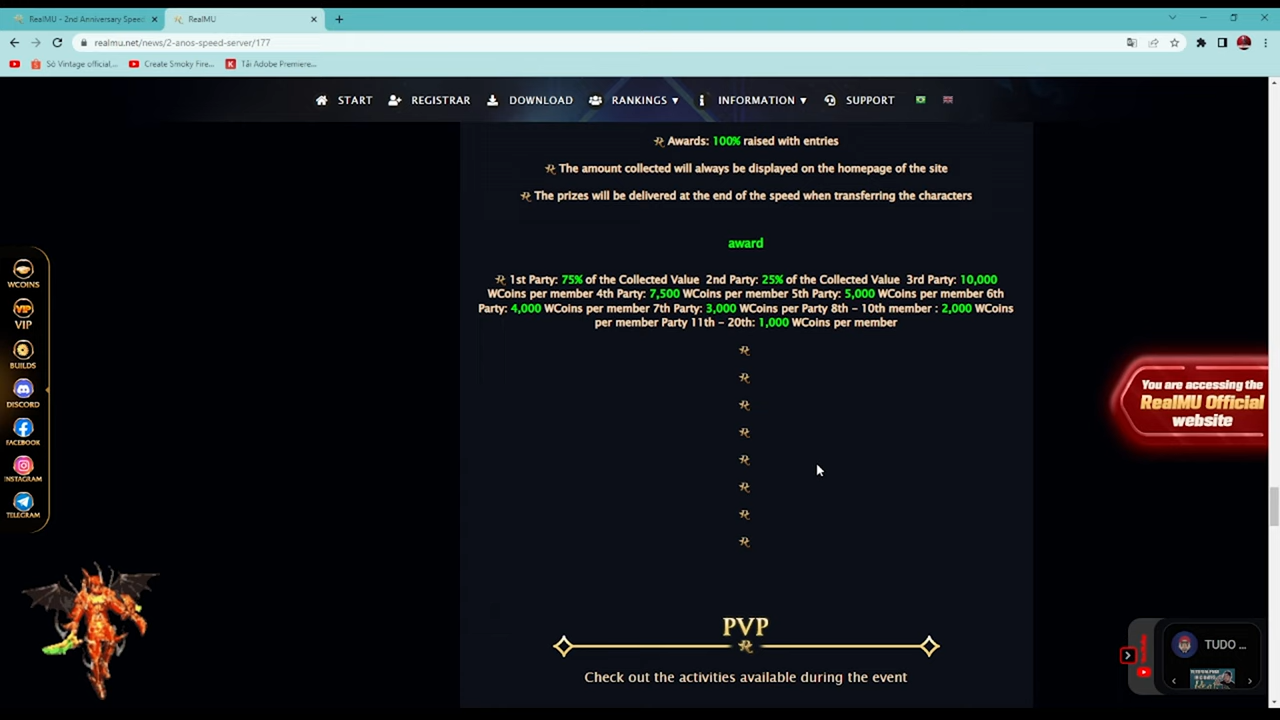 RealMU - 2nd Anniversary Speed
RealMU
realmu.net/news/2-anos-speed-server/177
Só Vintage official,...
Create Smoky Fire...
Tải Adobe Premiere...
START
REGISTRAR
DOWNLOAD
RANKINGS ▼
INFORMATION ▼
SUPPORT
Awards: 100% raised with entries
The amount collected will always be displayed on the homepage of the site
The prizes will be delivered at the end of the speed when transferring the characters
award
1st Party: 75% of the Collected Value 2nd Party: 25% of the Collected Value 3rd Party: 10,000
WCoins per member 4th Party: 7,500 WCoins per member 5th Party: 5,000 WCoins per member 6th
Party: 4,000 WCoins per member 7th Party: 3,000 WCoins per Party 8th - 10th member : 2,000 WCoins
per member Party 11th - 20th: 1,000 WCoins per member
WCOINS
VIP
VIP
BUILDS
DISCORD
FACEBOOK
INSTAGRAM
TELEGRAM
You are accessing the
RealMU Official
website
PVP
Check out the activities available during the event
YouTube
TUDO ...